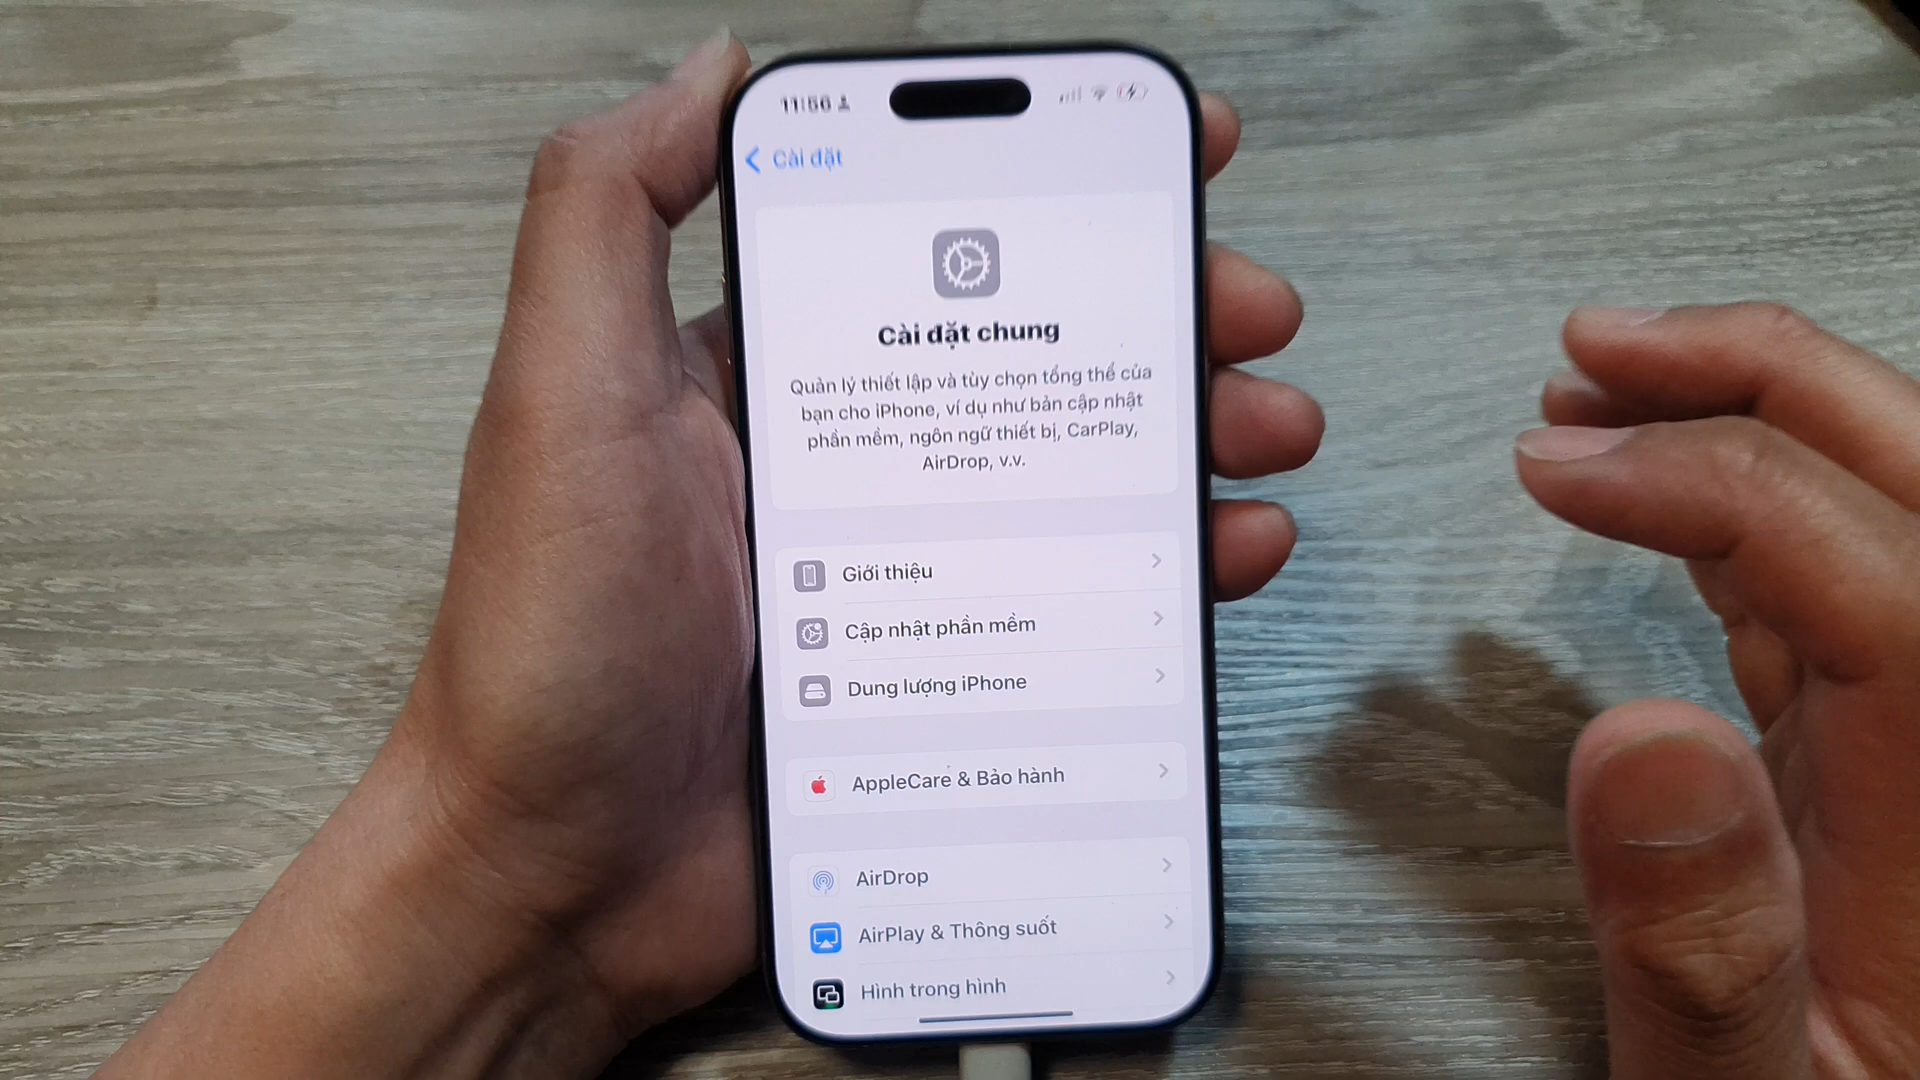 11:56
Cài đặt
Cài đặt chung
Quản lý thiết lập và tùy chọn tổng thể của
bạn cho iPhone, ví dụ như bản cập nhật
phần mềm, ngôn ngữ thiết bị, CarPlay,
AirDrop, v.v.
Giới thiệu
Cập nhật phần mềm
Dung lượng iPhone
AppleCare & Bảo hành
AirDrop
AirPlay & Thông suốt
Hình trong hình